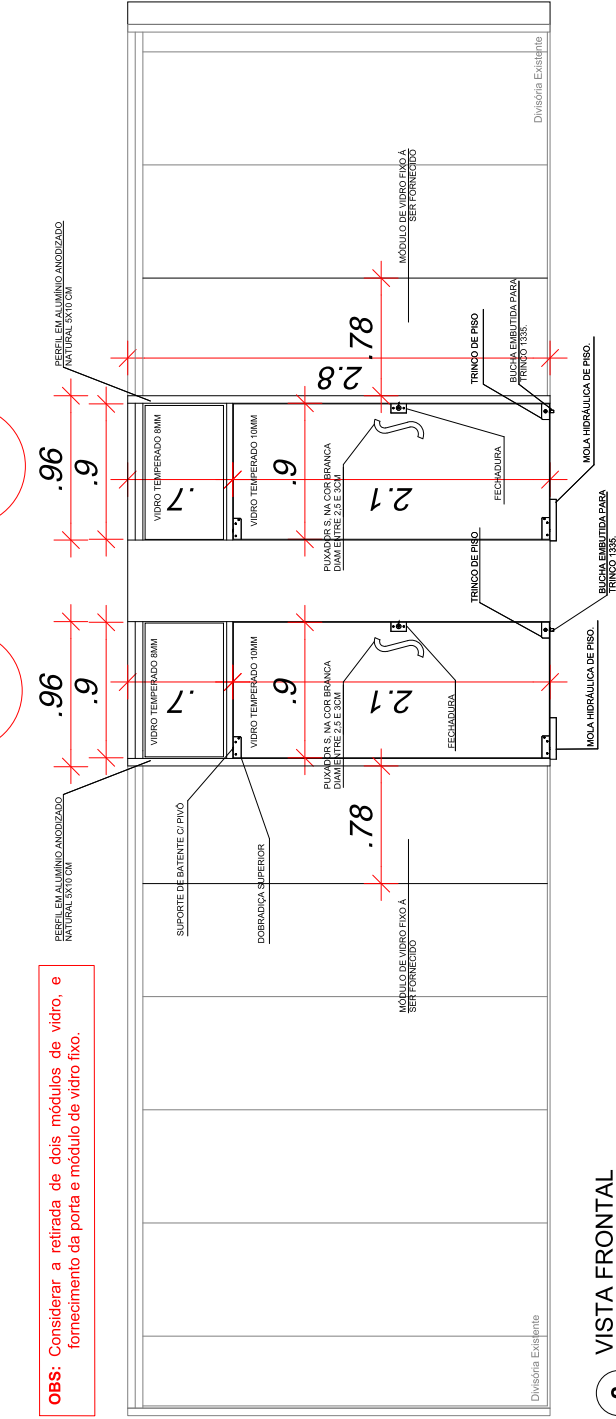 OBS: Considerar a retirada de dois módulos de vidro, e
fornecimento da porta e módulo de vidro fixo.
PERFIL EM ALUMÍNIO ANODIZADO
NATURAL 5X10 CM
.96
.9
SUPORTE DE BATENTE C/ PIVÔ
DOBRADIÇA SUPERIOR
VIDRO TEMPERADO 8MM
.7
VIDRO TEMPERADO 10MM
.9
PUXADOR S, NA COR BRANCA
DIAM ENTRE 2,5 E 3CM
2.1
.78
MÓDULO DE VIDRO FIXO Á
SER FORNECIDO
FECHADURA
TRINCO DE PISO
BUCHA EMBUTIDA PARA
TRINCO 1335.
MOLA HIDRÁULICA DE PISO.
PERFIL EM ALUMÍNIO ANODIZADO
NATURAL 5X10 CM
.96
.9
VIDRO TEMPERADO 8MM
.7
VIDRO TEMPERADO 10MM
.9
PUXADOR S, NA COR BRANCA
DIAM ENTRE 2,5 E 3CM
2.1
2.8
.78
MÓDULO DE VIDRO FIXO Á
SER FORNECIDO
FECHADURA
TRINCO DE PISO
BUCHA EMBUTIDA PARA
TRINCO 1335.
MOLA HIDRÁULICA DE PISO.
Divisória Existente
Divisória Existente
VISTA FRONTAL